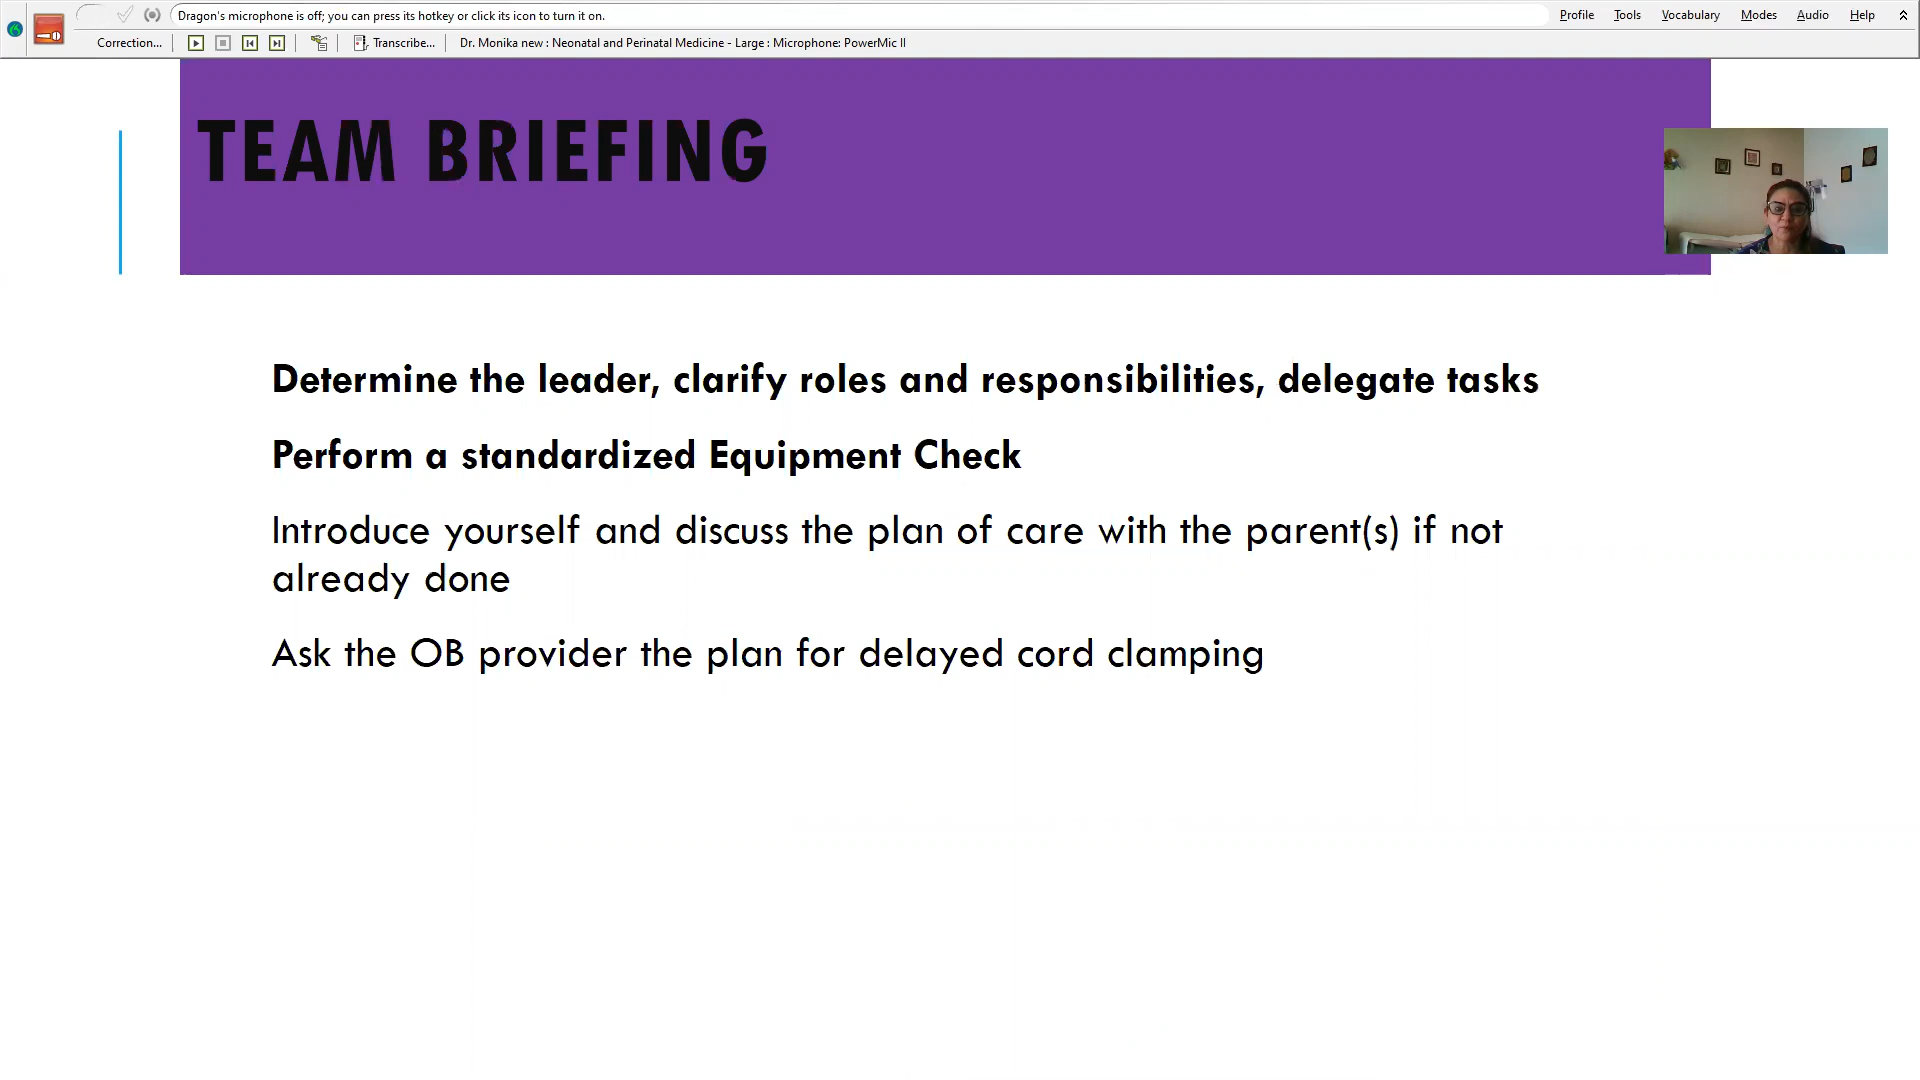 Dragon's microphone is off; you can press its hotkey or click its icon to turn it on.
Profile Tools Vocabulary Modes Audio Help
Correction... Transcribe... Dr. Monika new : Neonatal and Perinatal Medicine - Large : Microphone: PowerMic II
TEAM BRIEFING
Determine the leader, clarify roles and responsibilities, delegate tasks
Perform a standardized Equipment Check
Introduce yourself and discuss the plan of care with the parent(s) if not
already done
Ask the OB provider the plan for delayed cord clamping